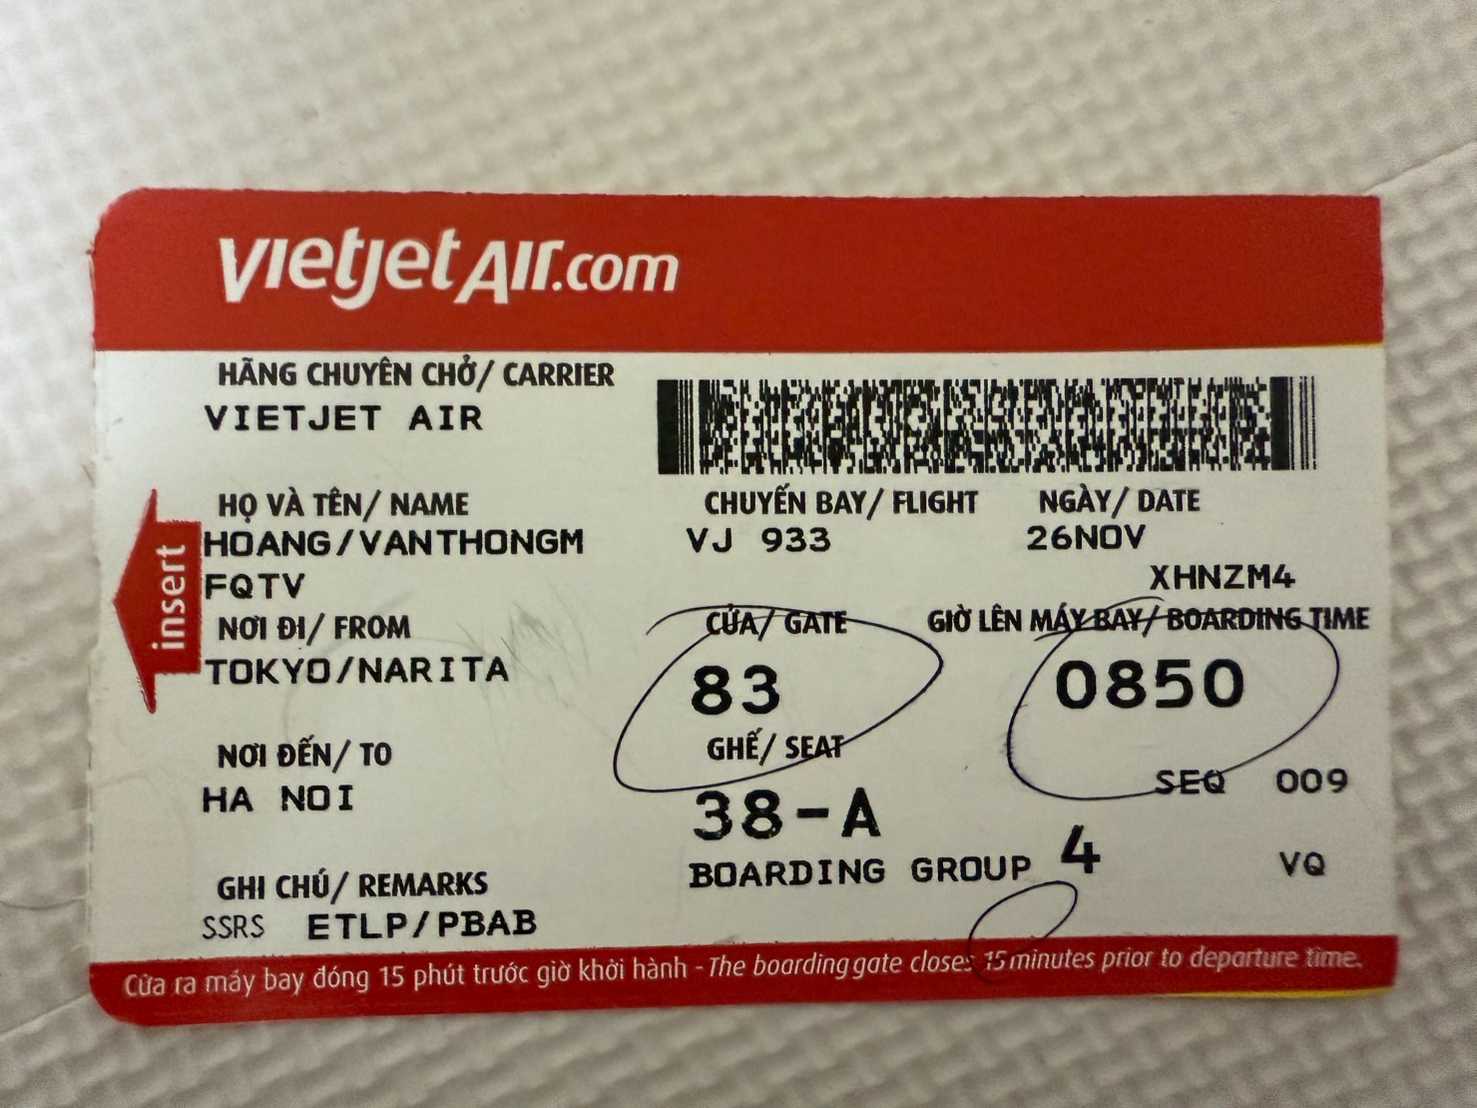 vietjet Air.com
HÃNG CHUYÊN CHỞ/ CARRIER
VIETJET AIR
HỌ VÀ TÊN/ NAME
HOANG/VANTHONGM
FQTV
CHUYẾN BAY/ FLIGHT
VJ 933
NGÀY/ DATE
26NOV
XHNZM4
insert
NƠI ĐI/ FROM
TOKYO/NARITA
CỬA/ GATE
83
GIỜ LÊN MÁY BAY/ BOARDING TIME
0850
NƠI ĐẾN/ TO
HA NOI
GHẾ/ SEAT
38-A
SEQ 009
BOARDING GROUP 4
VQ
GHI CHÚ/ REMARKS
SSRS ETLP/PBAB
Cửa ra máy bay đóng 15 phút trước giờ khởi hành - The boarding gate closes 15 minutes prior to departure time.